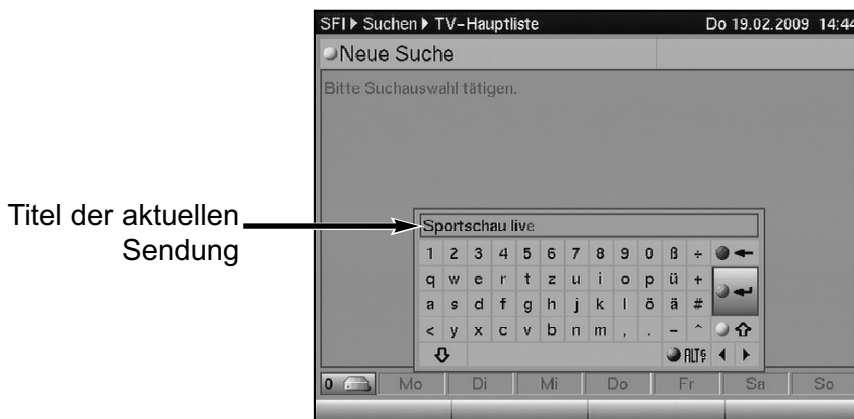 SFI Suchen TV-Hauptliste Do 19.02.2009 14:44
Neue Suche
Bitte Suchauswahl tätigen.
Titel der aktuellen
Sendung
Sportschau live
1 2 3 4 5 6 7 8 9 0 ß ÷
q w e r t z u i o p ü +
a s d f g h j k l ö ä #
< y x c v b n m , . - ^
ALT
0 Mo Di Mi Do Fr Sa So